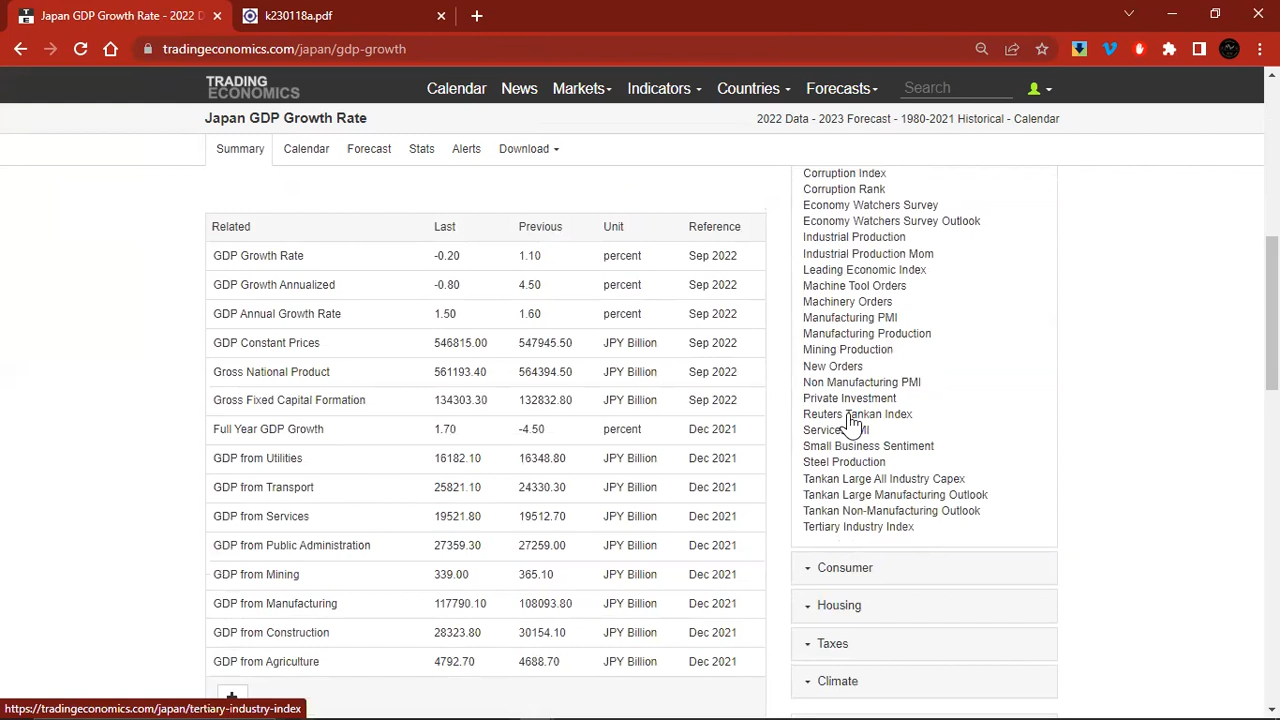 Japan GDP Growth Rate - 2022 D
k230118a.pdf
tradingeconomics.com/japan/gdp-growth
TRADING ECONOMICS
Calendar News Markets Indicators Countries Forecasts Search
Japan GDP Growth Rate
2022 Data - 2023 Forecast - 1980-2021 Historical - Calendar
Summary Calendar Forecast Stats Alerts Download
Related Last Previous Unit Reference
GDP Growth Rate -0.20 1.10 percent Sep 2022
GDP Growth Annualized -0.80 4.50 percent Sep 2022
GDP Annual Growth Rate 1.50 1.60 percent Sep 2022
GDP Constant Prices 546815.00 547945.50 JPY Billion Sep 2022
Gross National Product 561193.40 564394.50 JPY Billion Sep 2022
Gross Fixed Capital Formation 134303.30 132832.80 JPY Billion Sep 2022
Full Year GDP Growth 1.70 -4.50 percent Dec 2021
GDP from Utilities 16182.10 16348.80 JPY Billion Dec 2021
GDP from Transport 25821.10 24330.30 JPY Billion Dec 2021
GDP from Services 19521.80 19512.70 JPY Billion Dec 2021
GDP from Public Administration 27359.30 27259.00 JPY Billion Dec 2021
GDP from Mining 339.00 365.10 JPY Billion Dec 2021
GDP from Manufacturing 117790.10 108093.80 JPY Billion Dec 2021
GDP from Construction 28323.80 30154.10 JPY Billion Dec 2021
GDP from Agriculture 4792.70 4688.70 JPY Billion Dec 2021
Corruption Index
Corruption Rank
Economy Watchers Survey
Economy Watchers Survey Outlook
Industrial Production
Industrial Production Mom
Leading Economic Index
Machine Tool Orders
Machinery Orders
Manufacturing PMI
Manufacturing Production
Mining Production
New Orders
Non Manufacturing PMI
Private Investment
Reuters Tankan Index
Services PMI
Small Business Sentiment
Steel Production
Tankan Large All Industry Capex
Tankan Large Manufacturing Outlook
Tankan Non-Manufacturing Outlook
Tertiary Industry Index
Consumer
Housing
Taxes
Climate
https://tradingeconomics.com/japan/tertiary-industry-index